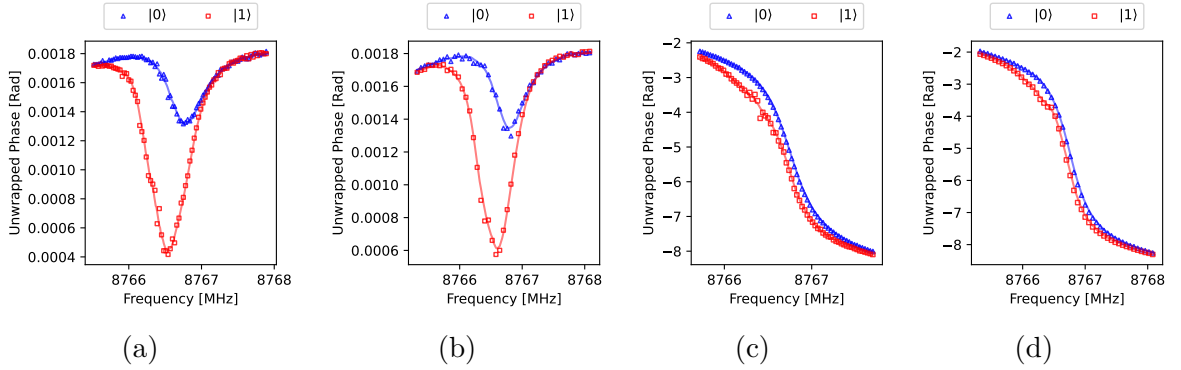 |0⟩ |1⟩
Unwrapped Phase [Rad]
0.0018
0.0016
0.0014
0.0012
0.0010
0.0008
0.0006
0.0004
8766 8767 8768
Frequency [MHz]
(a)
|0⟩ |1⟩
Unwrapped Phase [Rad]
0.0018
0.0016
0.0014
0.0012
0.0010
0.0008
0.0006
8766 8767 8768
Frequency [MHz]
(b)
|0⟩ |1⟩
Unwrapped Phase [Rad]
−2
−3
−4
−5
−6
−7
−8
8766 8767
Frequency [MHz]
(c)
|0⟩ |1⟩
Unwrapped Phase [Rad]
−2
−3
−4
−5
−6
−7
−8
8766 8767 8768
Frequency [MHz]
(d)